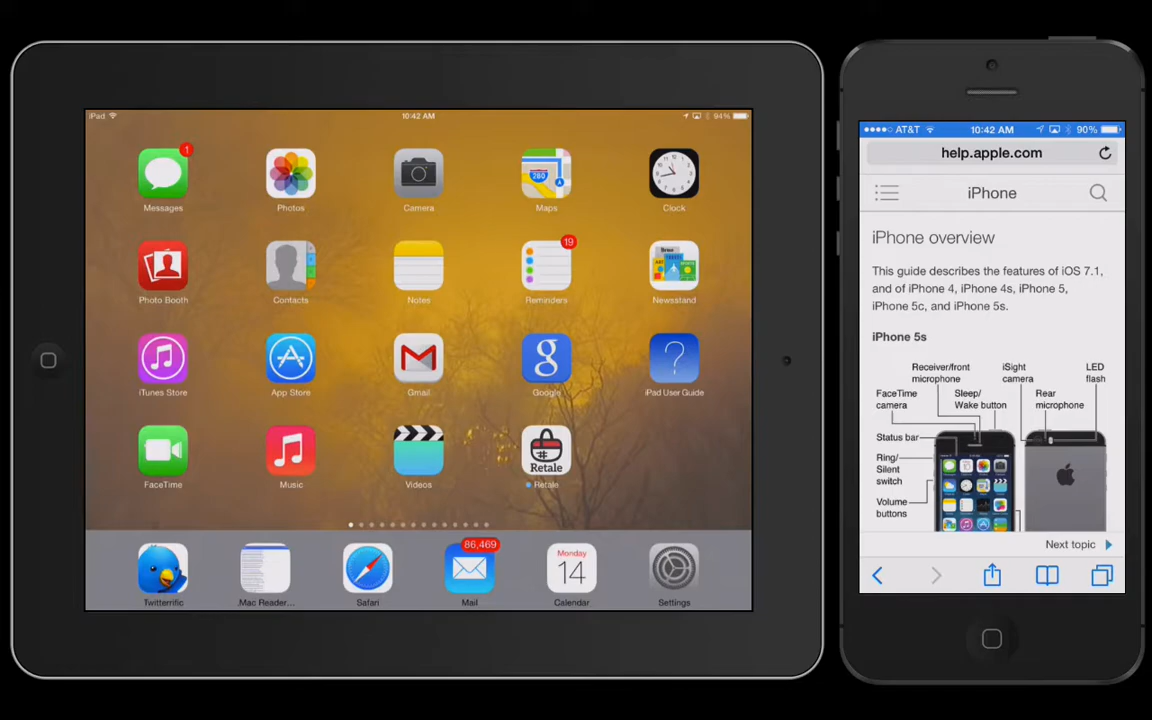 iPad
10:42 AM
94%
1
Messages
Photos
Camera
280
Maps
Clock
Photo Booth
Contacts
Notes
19
Reminders
Newsstand
iTunes Store
App Store
Gmail
g
Google
?
iPad User Guide
FaceTime
Music
Videos
Retale
Retale
Twitterrific
.Mac Reader...
Safari
86,469
Mail
Monday
14
Calendar
Settings
AT&T
10:42 AM
90%
help.apple.com
iPhone
iPhone overview
This guide describes the features of iOS 7.1,
and of iPhone 4, iPhone 4s, iPhone 5,
iPhone 5c, and iPhone 5s.
iPhone 5s
Receiver/front
microphone
iSight
camera
LED
flash
FaceTime
camera
Sleep/
Wake button
Rear
microphone
Status bar
Ring/
Silent
switch
Volume
buttons
Next topic